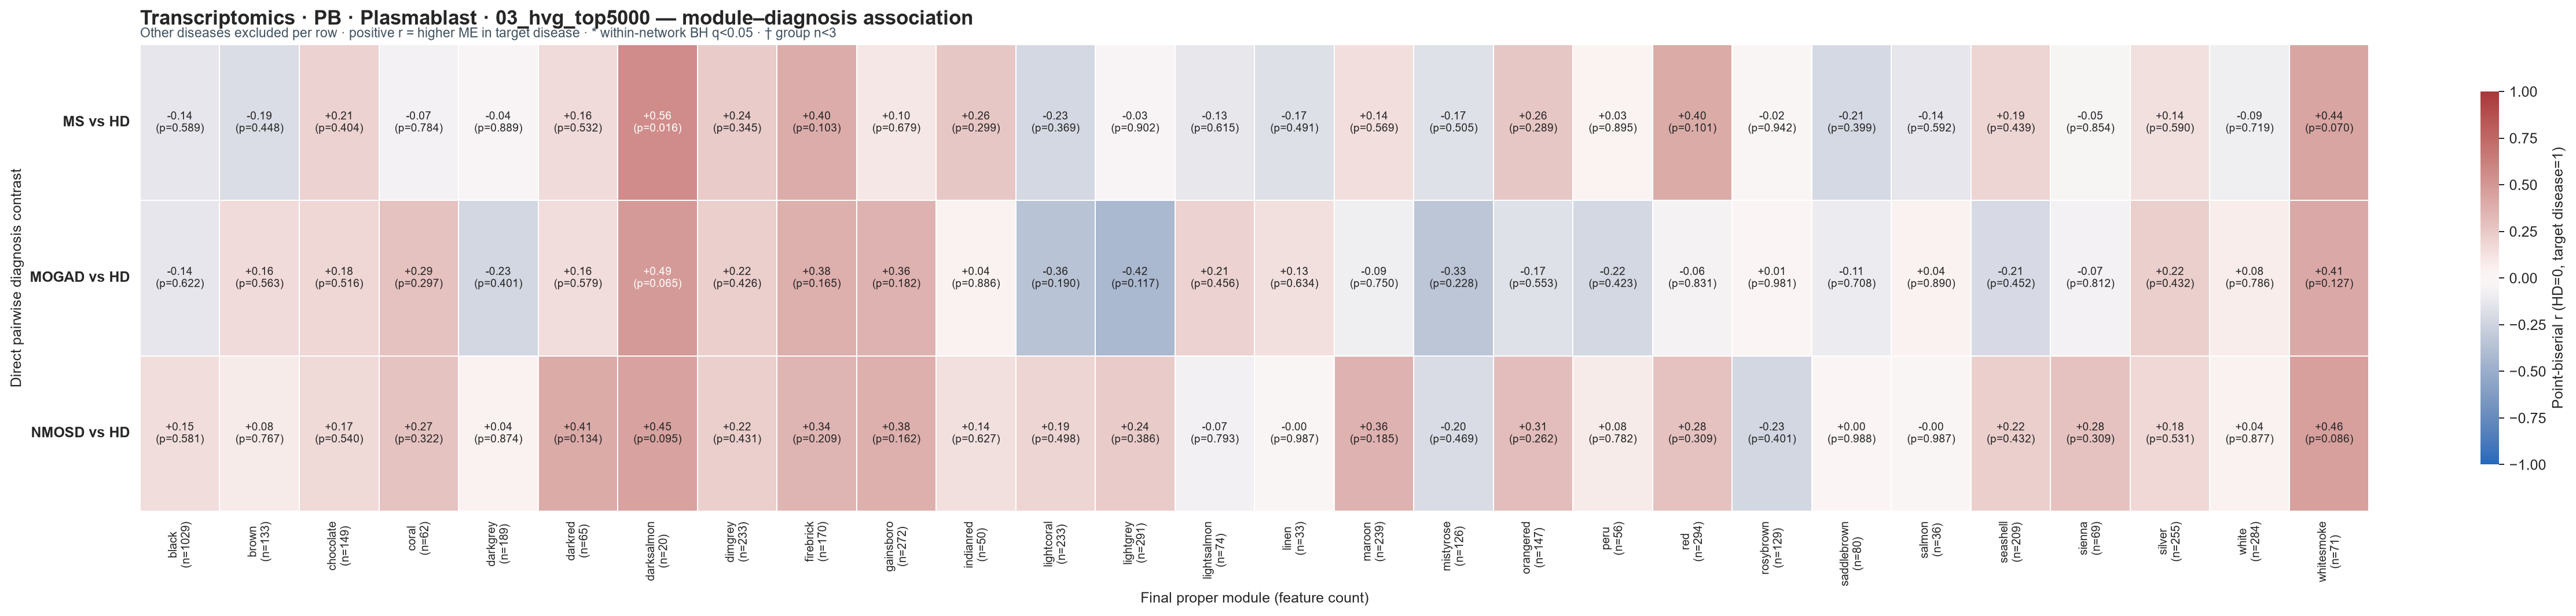 Transcriptomics · PB · Plasmablast · 03_hvg_top5000 — module–diagnosis association
Other diseases excluded per row · positive r = higher ME in target disease · * within-network BH q<0.05 · † group n<3
Direct pairwise diagnosis contrast
MS vs HD
-0.14 -0.19 +0.21 -0.07 -0.04 +0.16 +0.56 +0.24 +0.40 +0.10 +0.26 -0.23 -0.03 -0.13 -0.17 +0.14 -0.17 +0.26 +0.03 +0.40 -0.02 -0.21 -0.14 +0.19 -0.05 +0.14 -0.09 +0.44
(p=0.589) (p=0.448) (p=0.404) (p=0.784) (p=0.889) (p=0.532) (p=0.016) (p=0.345) (p=0.103) (p=0.679) (p=0.299) (p=0.369) (p=0.902) (p=0.615) (p=0.491) (p=0.569) (p=0.505) (p=0.289) (p=0.895) (p=0.101) (p=0.942) (p=0.399) (p=0.592) (p=0.439) (p=0.854) (p=0.590) (p=0.719) (p=0.070)
MOGAD vs HD
-0.14 +0.16 +0.18 +0.29 -0.23 +0.16 +0.49 +0.22 +0.38 +0.36 +0.04 -0.36 -0.42 +0.21 +0.13 -0.09 -0.33 -0.17 -0.22 -0.06 +0.01 -0.11 +0.04 -0.21 -0.07 +0.22 +0.08 +0.41
(p=0.622) (p=0.563) (p=0.516) (p=0.297) (p=0.401) (p=0.579) (p=0.065) (p=0.426) (p=0.165) (p=0.182) (p=0.886) (p=0.190) (p=0.117) (p=0.456) (p=0.634) (p=0.750) (p=0.228) (p=0.553) (p=0.423) (p=0.831) (p=0.981) (p=0.708) (p=0.890) (p=0.452) (p=0.812) (p=0.432) (p=0.786) (p=0.127)
NMOSD vs HD
+0.15 +0.08 +0.17 +0.27 +0.04 +0.41 +0.45 +0.22 +0.34 +0.38 +0.14 +0.19 +0.24 -0.07 -0.00 +0.36 -0.20 +0.31 +0.08 +0.28 -0.23 +0.00 -0.00 +0.22 +0.28 +0.18 +0.04 +0.46
(p=0.581) (p=0.767) (p=0.540) (p=0.322) (p=0.874) (p=0.134) (p=0.095) (p=0.431) (p=0.209) (p=0.162) (p=0.627) (p=0.498) (p=0.386) (p=0.793) (p=0.987) (p=0.185) (p=0.469) (p=0.262) (p=0.782) (p=0.309) (p=0.401) (p=0.988) (p=0.987) (p=0.432) (p=0.309) (p=0.531) (p=0.877) (p=0.086)
black
(n=1029)
brown
(n=133)
chocolate
(n=149)
coral
(n=62)
darkgrey
(n=189)
darkred
(n=65)
darksalmon
(n=20)
dimgrey
(n=233)
firebrick
(n=170)
gainsboro
(n=272)
indianred
(n=50)
lightcoral
(n=233)
lightgrey
(n=291)
lightsalmon
(n=74)
linen
(n=33)
maroon
(n=239)
mistyrose
(n=126)
orangered
(n=147)
peru
(n=56)
red
(n=294)
rosybrown
(n=129)
saddlebrown
(n=80)
salmon
(n=36)
seashell
(n=209)
sienna
(n=69)
silver
(n=255)
white
(n=284)
whitesmoke
(n=71)
Final proper module (feature count)
1.00
0.75
0.50
0.25
0.00
−0.25
−0.50
−0.75
−1.00
Point-biserial r (HD=0, target disease=1)